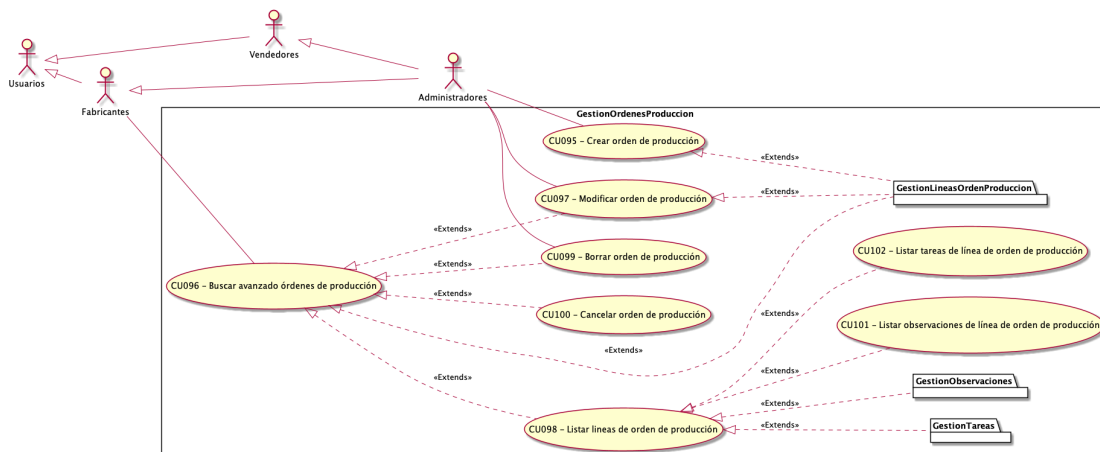 Vendedores
Usuarios
Fabricantes
Administradores
GestionOrdenesProduccion
CU095 - Crear orden de producción
«Extends»
GestionLineasOrdenProduccion
CU097 - Modificar orden de producción
«Extends»
«Extends»
CU102 - Listar tareas de línea de orden de producción
CU099 - Borrar orden de producción
CU096 - Buscar avanzado órdenes de producción
«Extends»
CU100 - Cancelar orden de producción
«Extends»
«Extends»
CU101 - Listar observaciones de línea de orden de producción
«Extends»
«Extends»
GestionObservaciones
«Extends»
«Extends»
CU098 - Listar lineas de orden de producción
«Extends»
GestionTareas